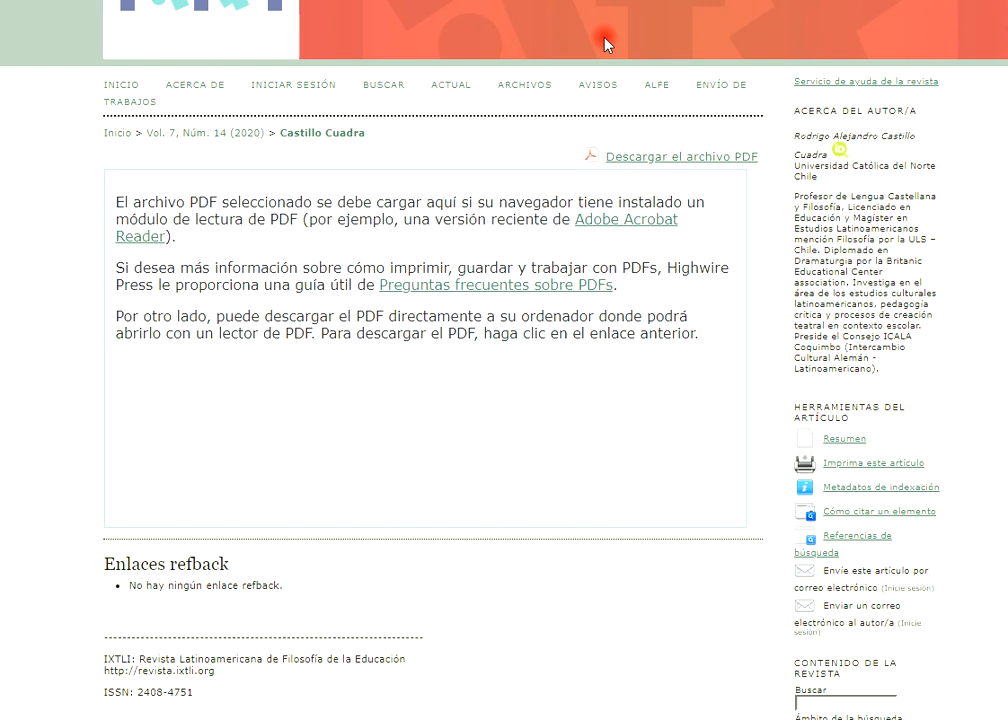 INICIO ACERCA DE INICIAR SESIÓN BUSCAR ACTUAL ARCHIVOS AVISOS ALFE ENVÍO DE
TRABAJOS
Inicio > Vol. 7, Núm. 14 (2020) > Castillo Cuadra
Descargar el archivo PDF
El archivo PDF seleccionado se debe cargar aquí si su navegador tiene instalado un
módulo de lectura de PDF (por ejemplo, una versión reciente de Adobe Acrobat
Reader).
Si desea más información sobre cómo imprimir, guardar y trabajar con PDFs, Highwire
Press le proporciona una guía útil de Preguntas frecuentes sobre PDFs.
Por otro lado, puede descargar el PDF directamente a su ordenador donde podrá
abrirlo con un lector de PDF. Para descargar el PDF, haga clic en el enlace anterior.
Enlaces refback
• No hay ningún enlace refback.
IXTLI: Revista Latinoamericana de Filosofía de la Educación
http://revista.ixtli.org
ISSN: 2408-4751
Servicio de ayuda de la revista
ACERCA DEL AUTOR/A
Rodrigo Alejandro Castillo
Cuadra
Universidad Católica del Norte
Chile
Profesor de Lengua Castellana
y Filosofía, Licenciado en
Educación y Magíster en
Estudios Latinoamericanos
mención Filosofía por la ULS –
Chile. Diplomado en
Dramaturgia por la Britanic
Educational Center
association. Investiga en el
área de los estudios culturales
latinoamericanos, pedagogía
crítica y procesos de creación
teatral en contexto escolar.
Preside el Consejo ICALA
Coquimbo (Intercambio
Cultural Alemán -
Latinoamericano).
HERRAMIENTAS DEL
ARTÍCULO
Resumen
Imprima este artículo
Metadatos de indexación
Cómo citar un elemento
Referencias de
búsqueda
Envíe este artículo por
correo electrónico (Inicie sesión)
Enviar un correo
electrónico al autor/a (Inicie
sesión)
CONTENIDO DE LA
REVISTA
Buscar
Ámbito de la búsqueda